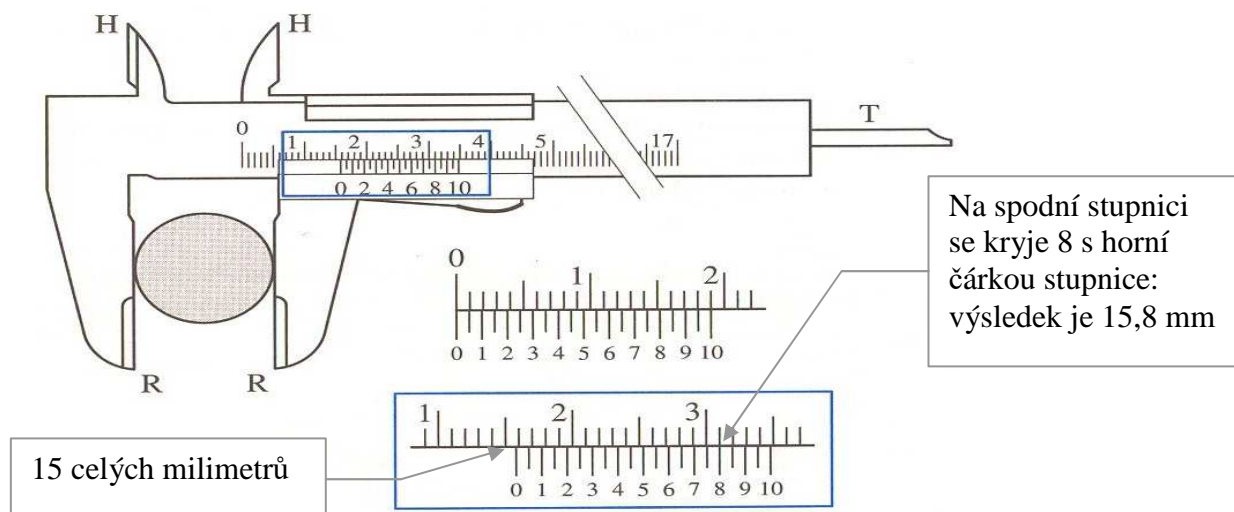 H H
T
0 1 2 3 4 5 17
0 2 4 6 8 10
Na spodní stupnici
se kryje 8 s horní
čárkou stupnice:
výsledek je 15,8 mm
0 1 2
0 1 2 3 4 5 6 7 8 9 10
R R
1 2 3
15 celých milimetrů
0 1 2 3 4 5 6 7 8 9 10